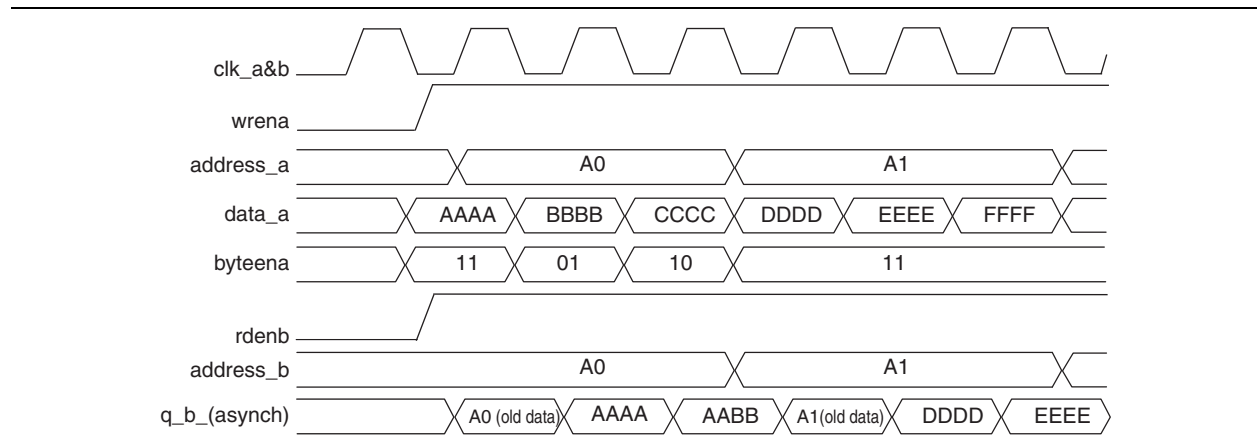 clk_a&b
wrena
address_a A0 A1
data_a AAAA BBBB CCCC DDDD EEEE FFFF
byteena 11 01 10 11
rdenb
address_b A0 A1
q_b_(asynch) A0 (old data) AAAA AABB A1(old data) DDDD EEEE